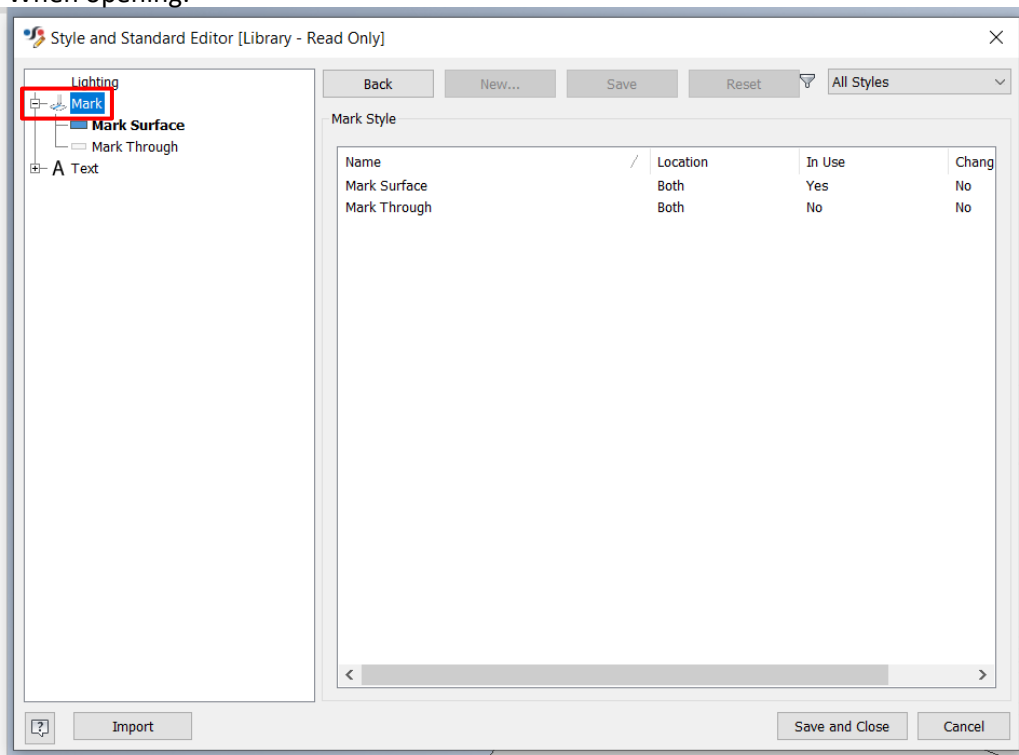 When opening:
Style and Standard Editor [Library - Read Only]
Lighting
Mark
Mark Surface
Mark Through
A Text
Back New... Save Reset All Styles
Mark Style
Name / Location In Use Chang
Mark Surface Both Yes No
Mark Through Both No No
? Import Save and Close Cancel